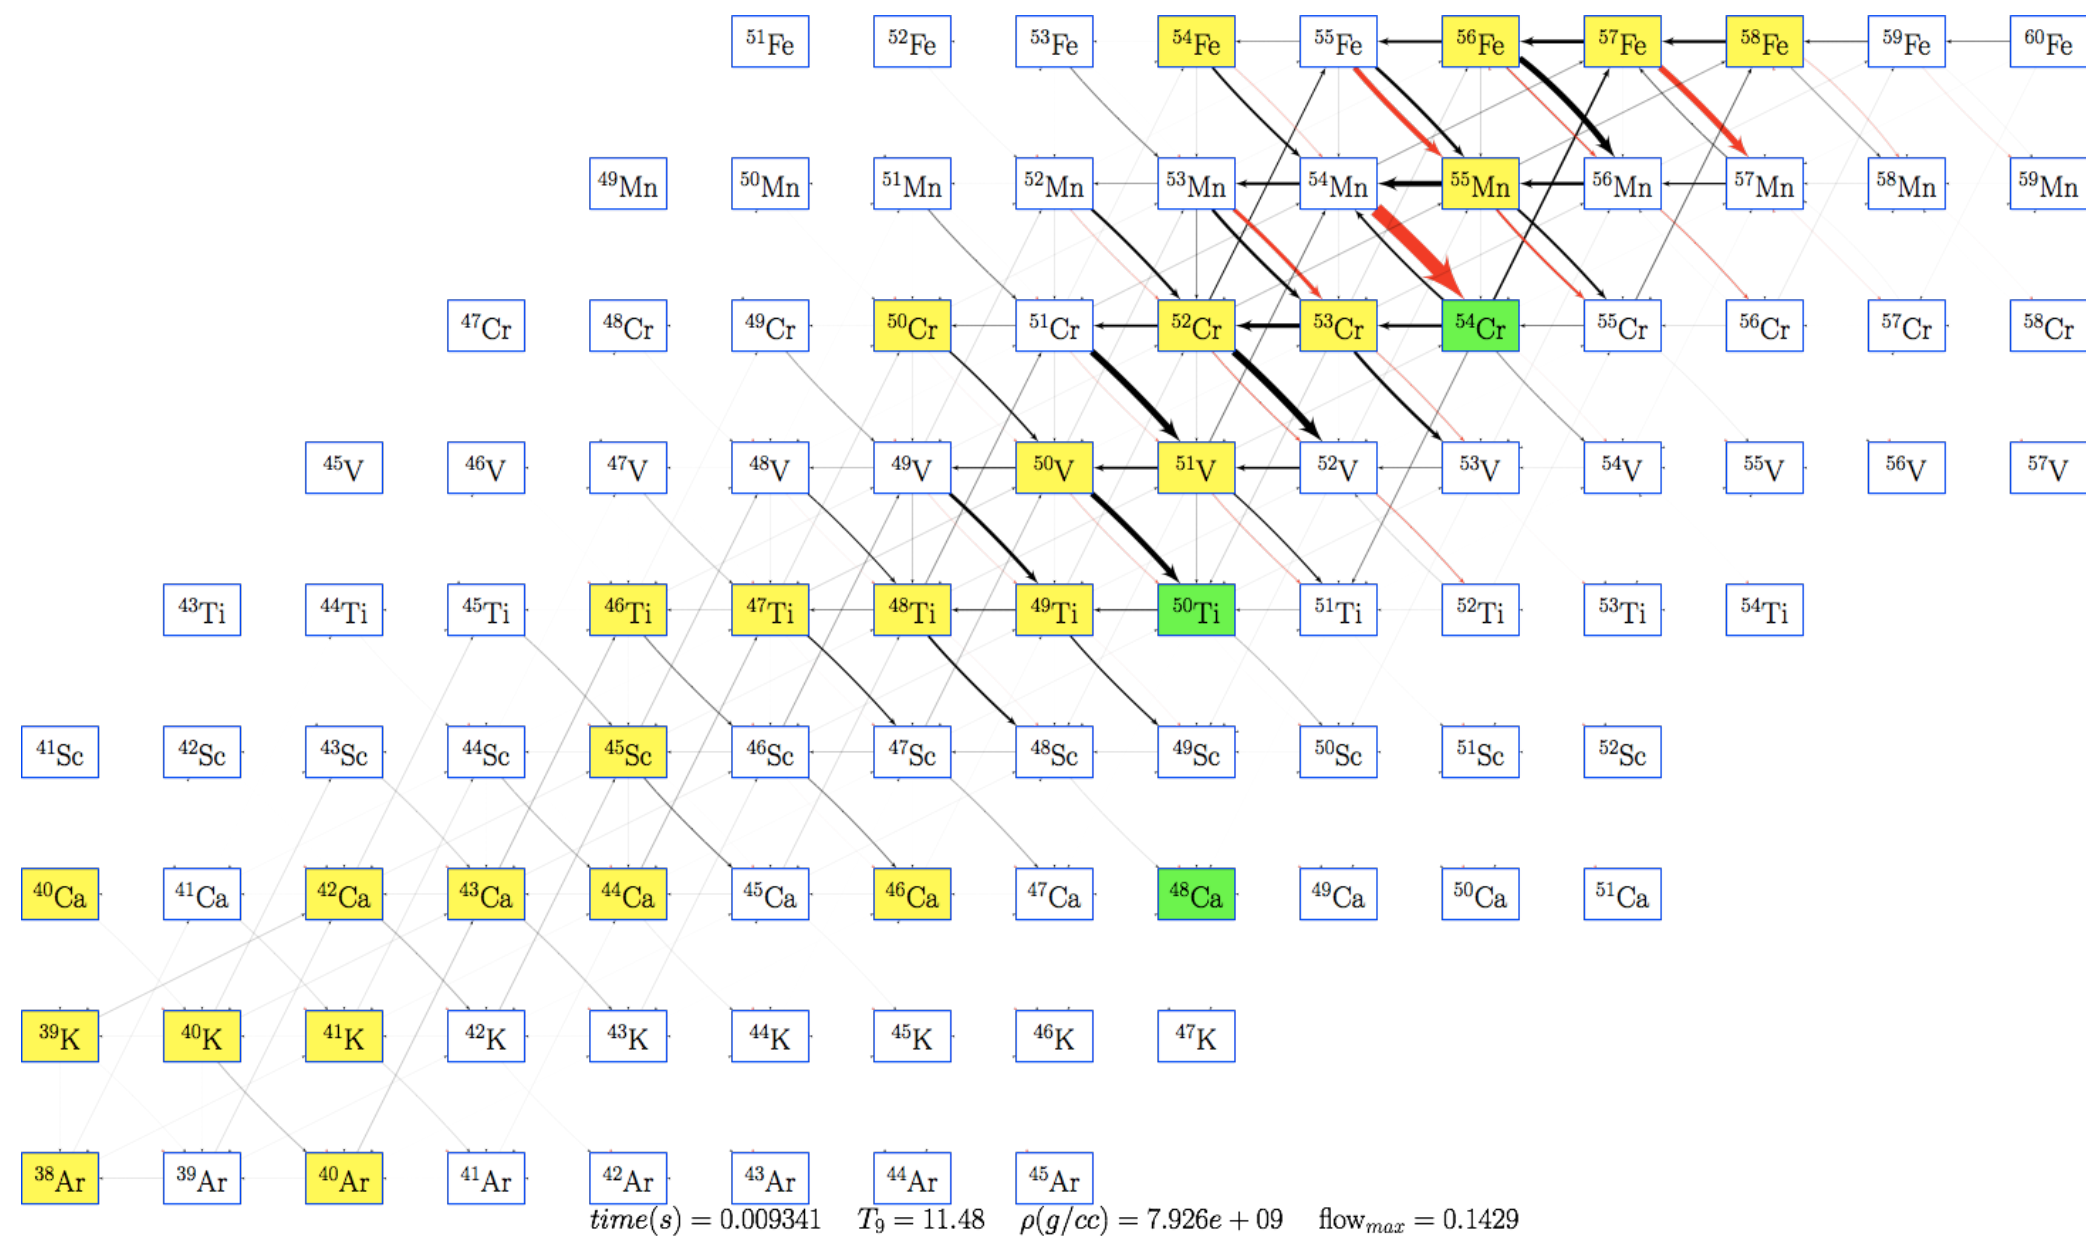 ⁵¹Fe ⁵²Fe ⁵³Fe ⁵⁴Fe ⁵⁵Fe ⁵⁶Fe ⁵⁷Fe ⁵⁸Fe ⁵⁹Fe ⁶⁰Fe
⁴⁹Mn ⁵⁰Mn ⁵¹Mn ⁵²Mn ⁵³Mn ⁵⁴Mn ⁵⁵Mn ⁵⁶Mn ⁵⁷Mn ⁵⁸Mn ⁵⁹Mn
⁴⁷Cr ⁴⁸Cr ⁴⁹Cr ⁵⁰Cr ⁵¹Cr ⁵²Cr ⁵³Cr ⁵⁴Cr ⁵⁵Cr ⁵⁶Cr ⁵⁷Cr ⁵⁸Cr
⁴⁵V ⁴⁶V ⁴⁷V ⁴⁸V ⁴⁹V ⁵⁰V ⁵¹V ⁵²V ⁵³V ⁵⁴V ⁵⁵V ⁵⁶V ⁵⁷V
⁴³Ti ⁴⁴Ti ⁴⁵Ti ⁴⁶Ti ⁴⁷Ti ⁴⁸Ti ⁴⁹Ti ⁵⁰Ti ⁵¹Ti ⁵²Ti ⁵³Ti ⁵⁴Ti
⁴¹Sc ⁴²Sc ⁴³Sc ⁴⁴Sc ⁴⁵Sc ⁴⁶Sc ⁴⁷Sc ⁴⁸Sc ⁴⁹Sc ⁵⁰Sc ⁵¹Sc ⁵²Sc
⁴⁰Ca ⁴¹Ca ⁴²Ca ⁴³Ca ⁴⁴Ca ⁴⁵Ca ⁴⁶Ca ⁴⁷Ca ⁴⁸Ca ⁴⁹Ca ⁵⁰Ca ⁵¹Ca
³⁹K ⁴⁰K ⁴¹K ⁴²K ⁴³K ⁴⁴K ⁴⁵K ⁴⁶K ⁴⁷K
³⁸Ar ³⁹Ar ⁴⁰Ar ⁴¹Ar ⁴²Ar ⁴³Ar ⁴⁴Ar ⁴⁵Ar
time(s) = 0.009341 T₉ = 11.48 ρ(g/cc) = 7.926e + 09 flow_max = 0.1429